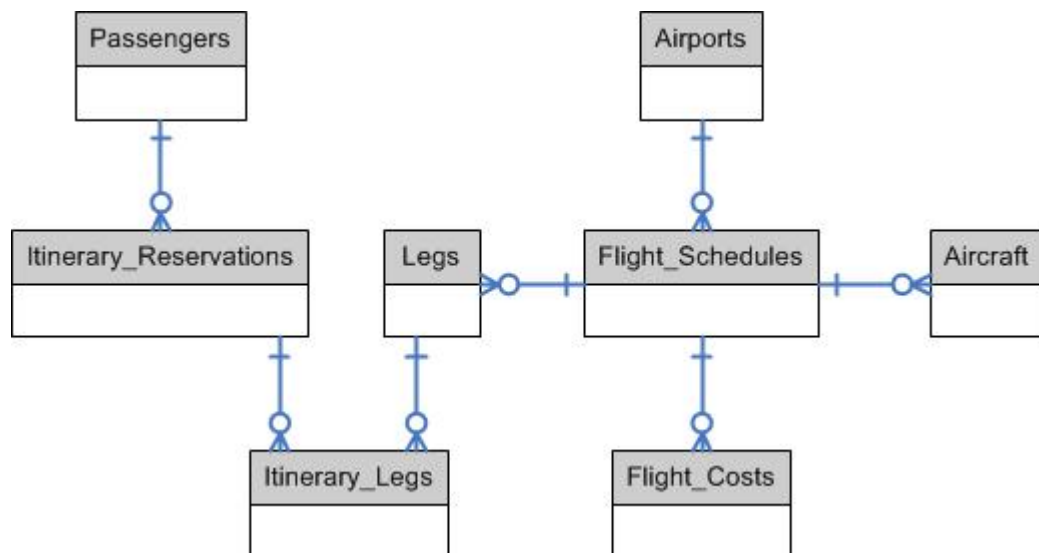 Passengers
Airports
Itinerary_Reservations
Legs
Flight_Schedules
Aircraft
Itinerary_Legs
Flight_Costs